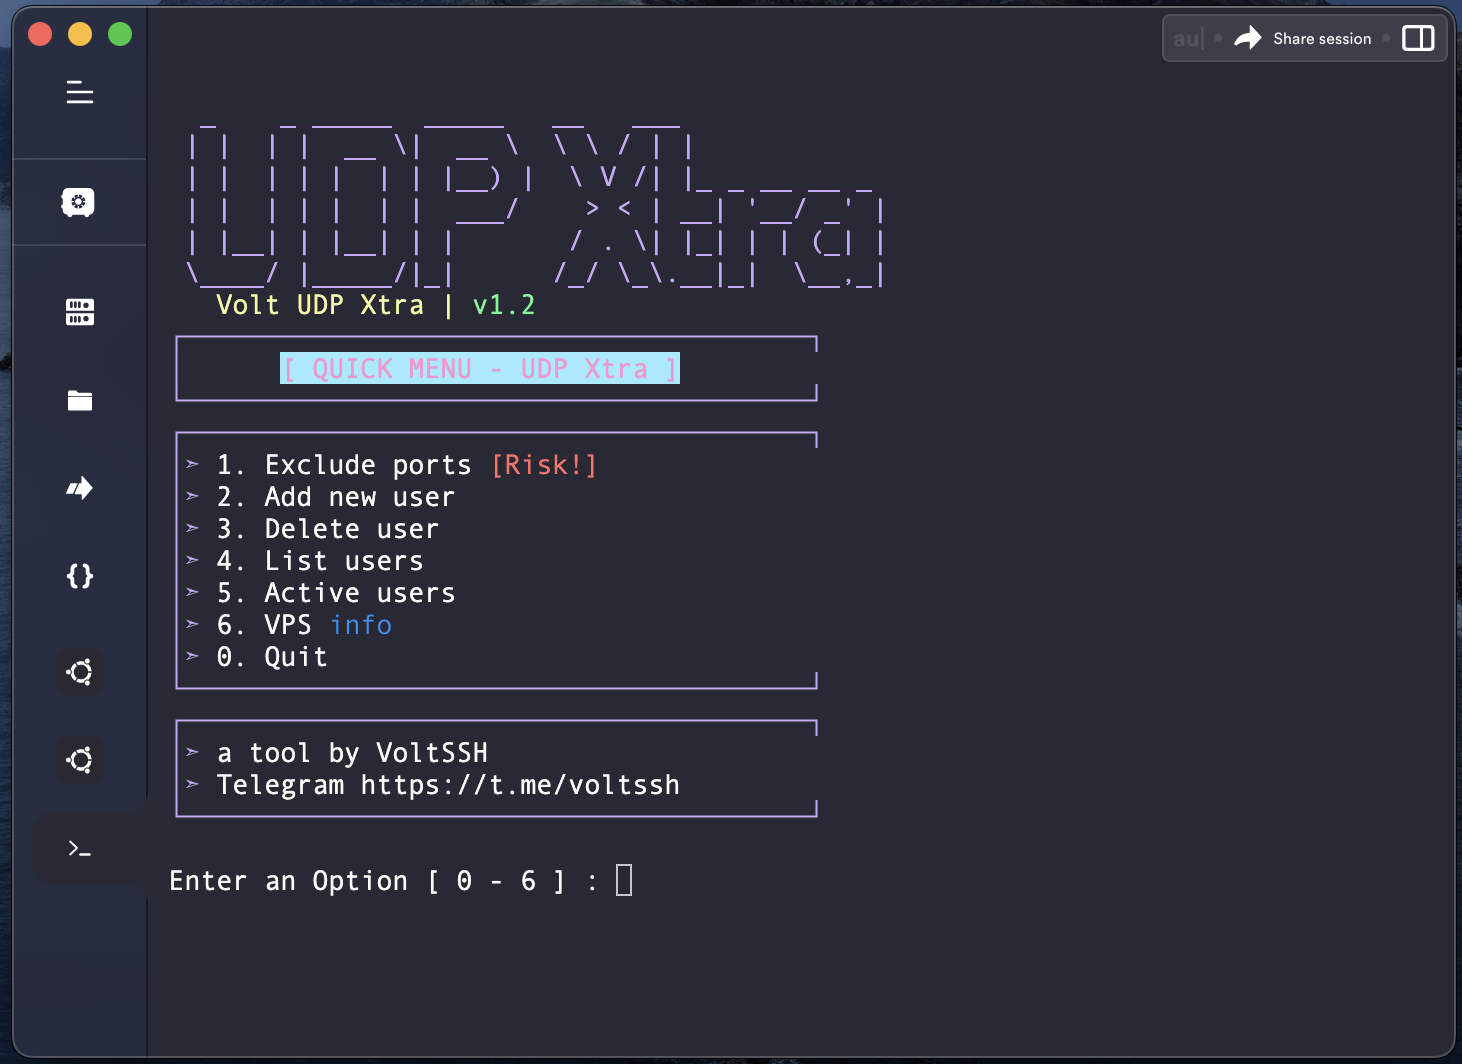 au| • Share session •
UDP Xtra
Volt UDP Xtra | v1.2
[ QUICK MENU - UDP Xtra ]
➣ 1. Exclude ports [Risk!]
➣ 2. Add new user
➣ 3. Delete user
➣ 4. List users
➣ 5. Active users
➣ 6. VPS info
➣ 0. Quit
➣ a tool by VoltSSH
➣ Telegram https://t.me/voltssh
Enter an Option [ 0 - 6 ] :